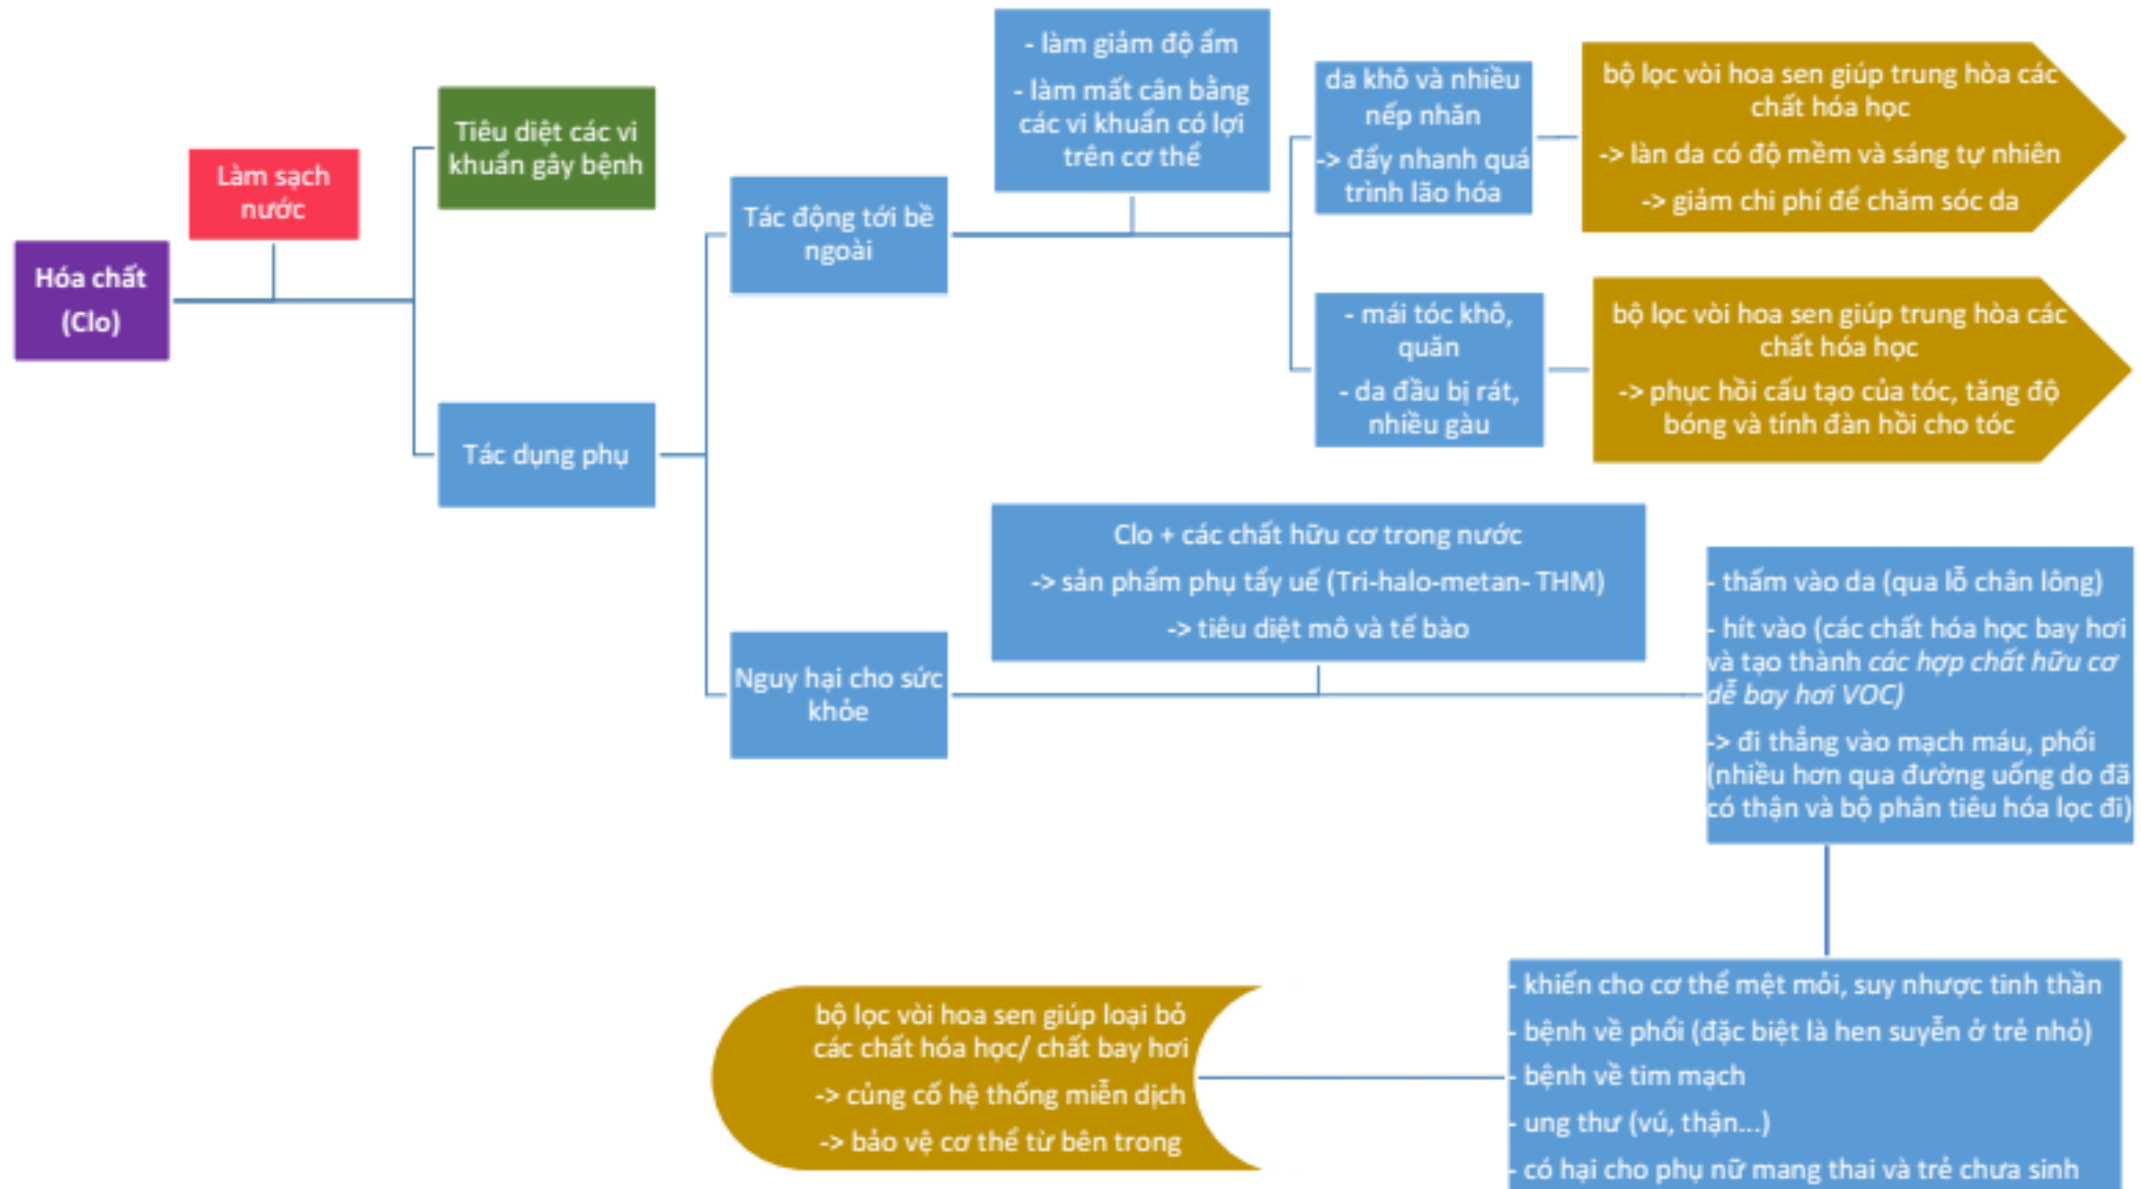 Hóa chất
(Clo)
Làm sạch
nước
Tiêu diệt các vi
khuẩn gây bệnh
Tác dụng phụ
Tác động tới bề
ngoài
- làm giảm độ ẩm
- làm mất cân bằng
các vi khuẩn có lợi
trên cơ thể
da khô và nhiều
nếp nhăn
-> đẩy nhanh quá
trình lão hóa
bộ lọc vòi hoa sen giúp trung hòa các
chất hóa học
-> làn da có độ mềm và sáng tự nhiên
-> giảm chi phí để chăm sóc da
- mái tóc khô,
quăn
- da đầu bị rát,
nhiều gàu
bộ lọc vòi hoa sen giúp trung hòa các
chất hóa học
-> phục hồi cấu tạo của tóc, tăng độ
bóng và tính đàn hồi cho tóc
Nguy hại cho sức
khỏe
Clo + các chất hữu cơ trong nước
-> sản phẩm phụ tẩy uế (Tri-halo-metan- THM)
-> tiêu diệt mô và tế bào
- thấm vào da (qua lỗ chân lông)
- hít vào (các chất hóa học bay hơi
và tạo thành các hợp chất hữu cơ
dễ bay hơi VOC)
-> đi thẳng vào mạch máu, phổi
(nhiều hơn qua đường uống do đã
có thận và bộ phân tiêu hóa lọc đi)
- khiến cho cơ thể mệt mỏi, suy nhược tinh thần
- bệnh về phổi (đặc biệt là hen suyễn ở trẻ nhỏ)
- bệnh về tim mạch
- ung thư (vú, thận...)
- có hại cho phụ nữ mang thai và trẻ chưa sinh
bộ lọc vòi hoa sen giúp loại bỏ
các chất hóa học/ chất bay hơi
-> củng cố hệ thống miễn dịch
-> bảo vệ cơ thể từ bên trong